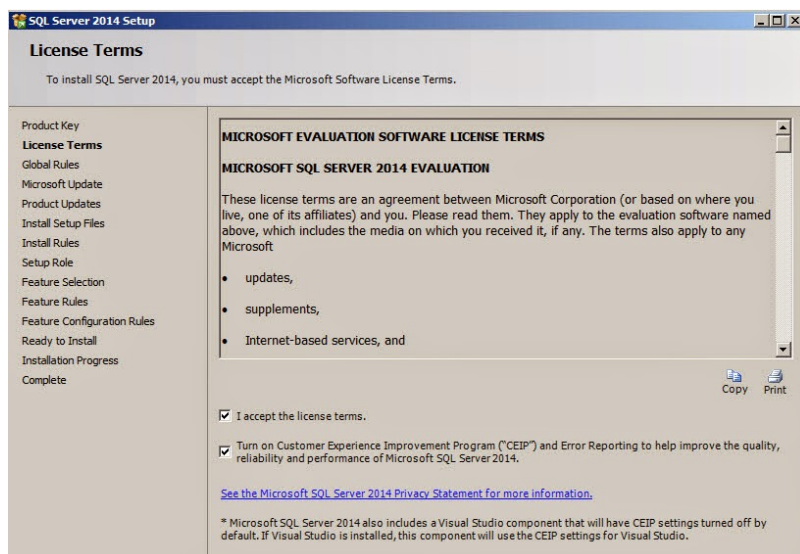 SQL Server 2014 Setup
License Terms
To install SQL Server 2014, you must accept the Microsoft Software License Terms.
Product Key
License Terms
Global Rules
Microsoft Update
Product Updates
Install Setup Files
Install Rules
Setup Role
Feature Selection
Feature Rules
Feature Configuration Rules
Ready to Install
Installation Progress
Complete
MICROSOFT EVALUATION SOFTWARE LICENSE TERMS
MICROSOFT SQL SERVER 2014 EVALUATION
These license terms are an agreement between Microsoft Corporation (or based on where you
live, one of its affiliates) and you. Please read them. They apply to the evaluation software named
above, which includes the media on which you received it, if any. The terms also apply to any
Microsoft
• updates,
• supplements,
• Internet-based services, and
Copy Print
I accept the license terms.
Turn on Customer Experience Improvement Program ("CEIP") and Error Reporting to help improve the quality,
reliability and performance of Microsoft SQL Server 2014.
See the Microsoft SQL Server 2014 Privacy Statement for more information.
* Microsoft SQL Server 2014 also includes a Visual Studio component that will have CEIP settings turned off by
default. If Visual Studio is installed, this component will use the CEIP settings for Visual Studio.